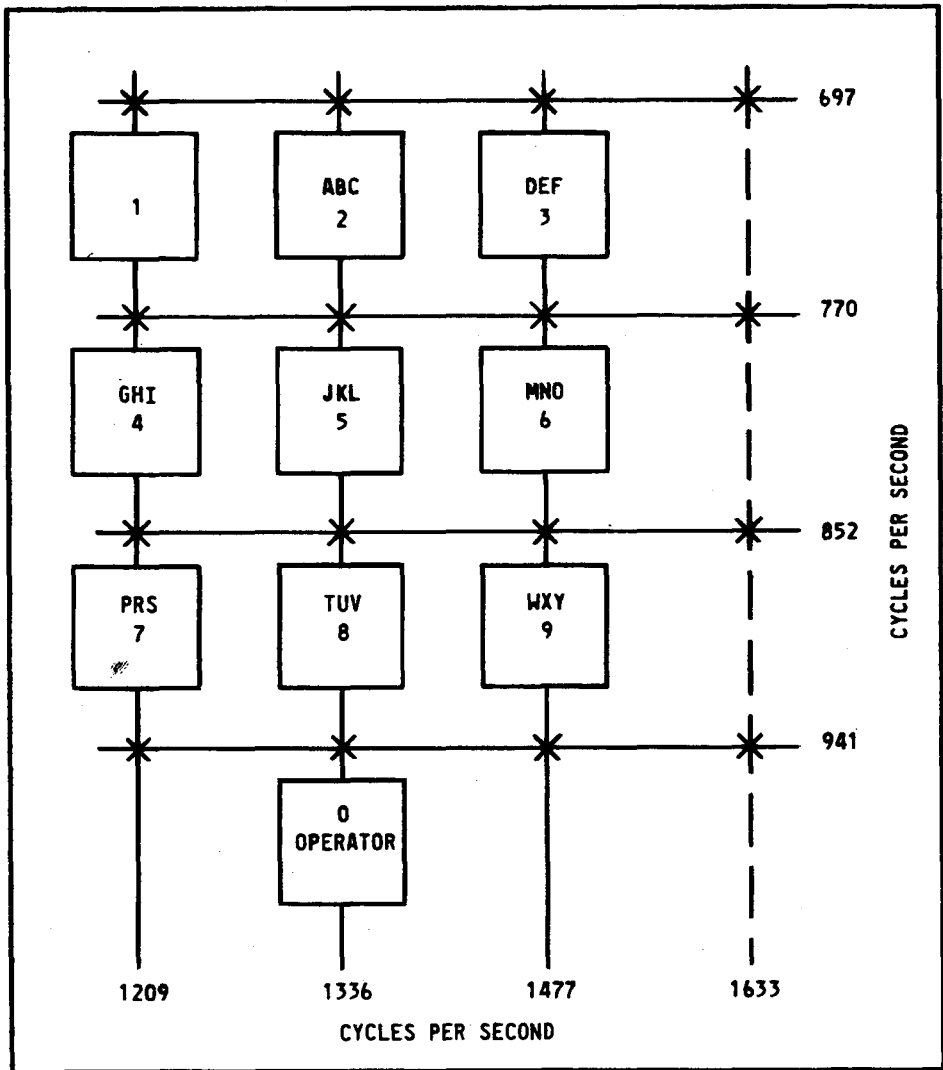 697
1
ABC
2
DEF
3
770
GHI
4
JKL
5
MNO
6
852
PRS
7
TUV
8
WXY
9
941
0
OPERATOR
1209
1336
1477
1633
CYCLES PER SECOND
CYCLES PER SECOND